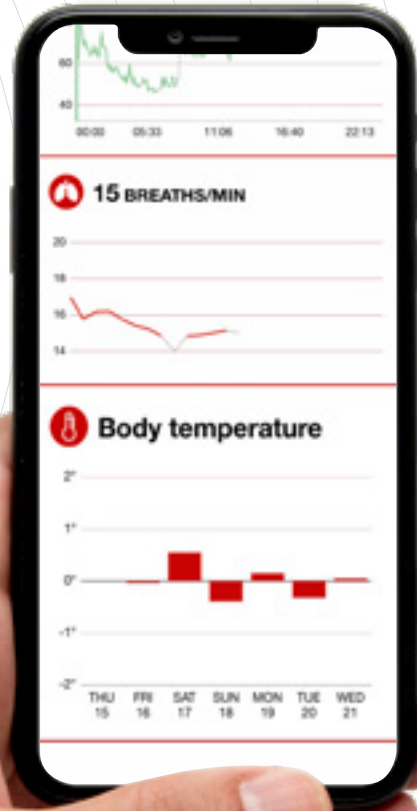 60
40
00:00 05:33 11:06 16:40 22:13
15 BREATHS/MIN
20
18
16
14
Body temperature
2°
1°
0°
-1°
-2°
THU FRI SAT SUN MON TUE WED
15 16 17 18 19 20 21